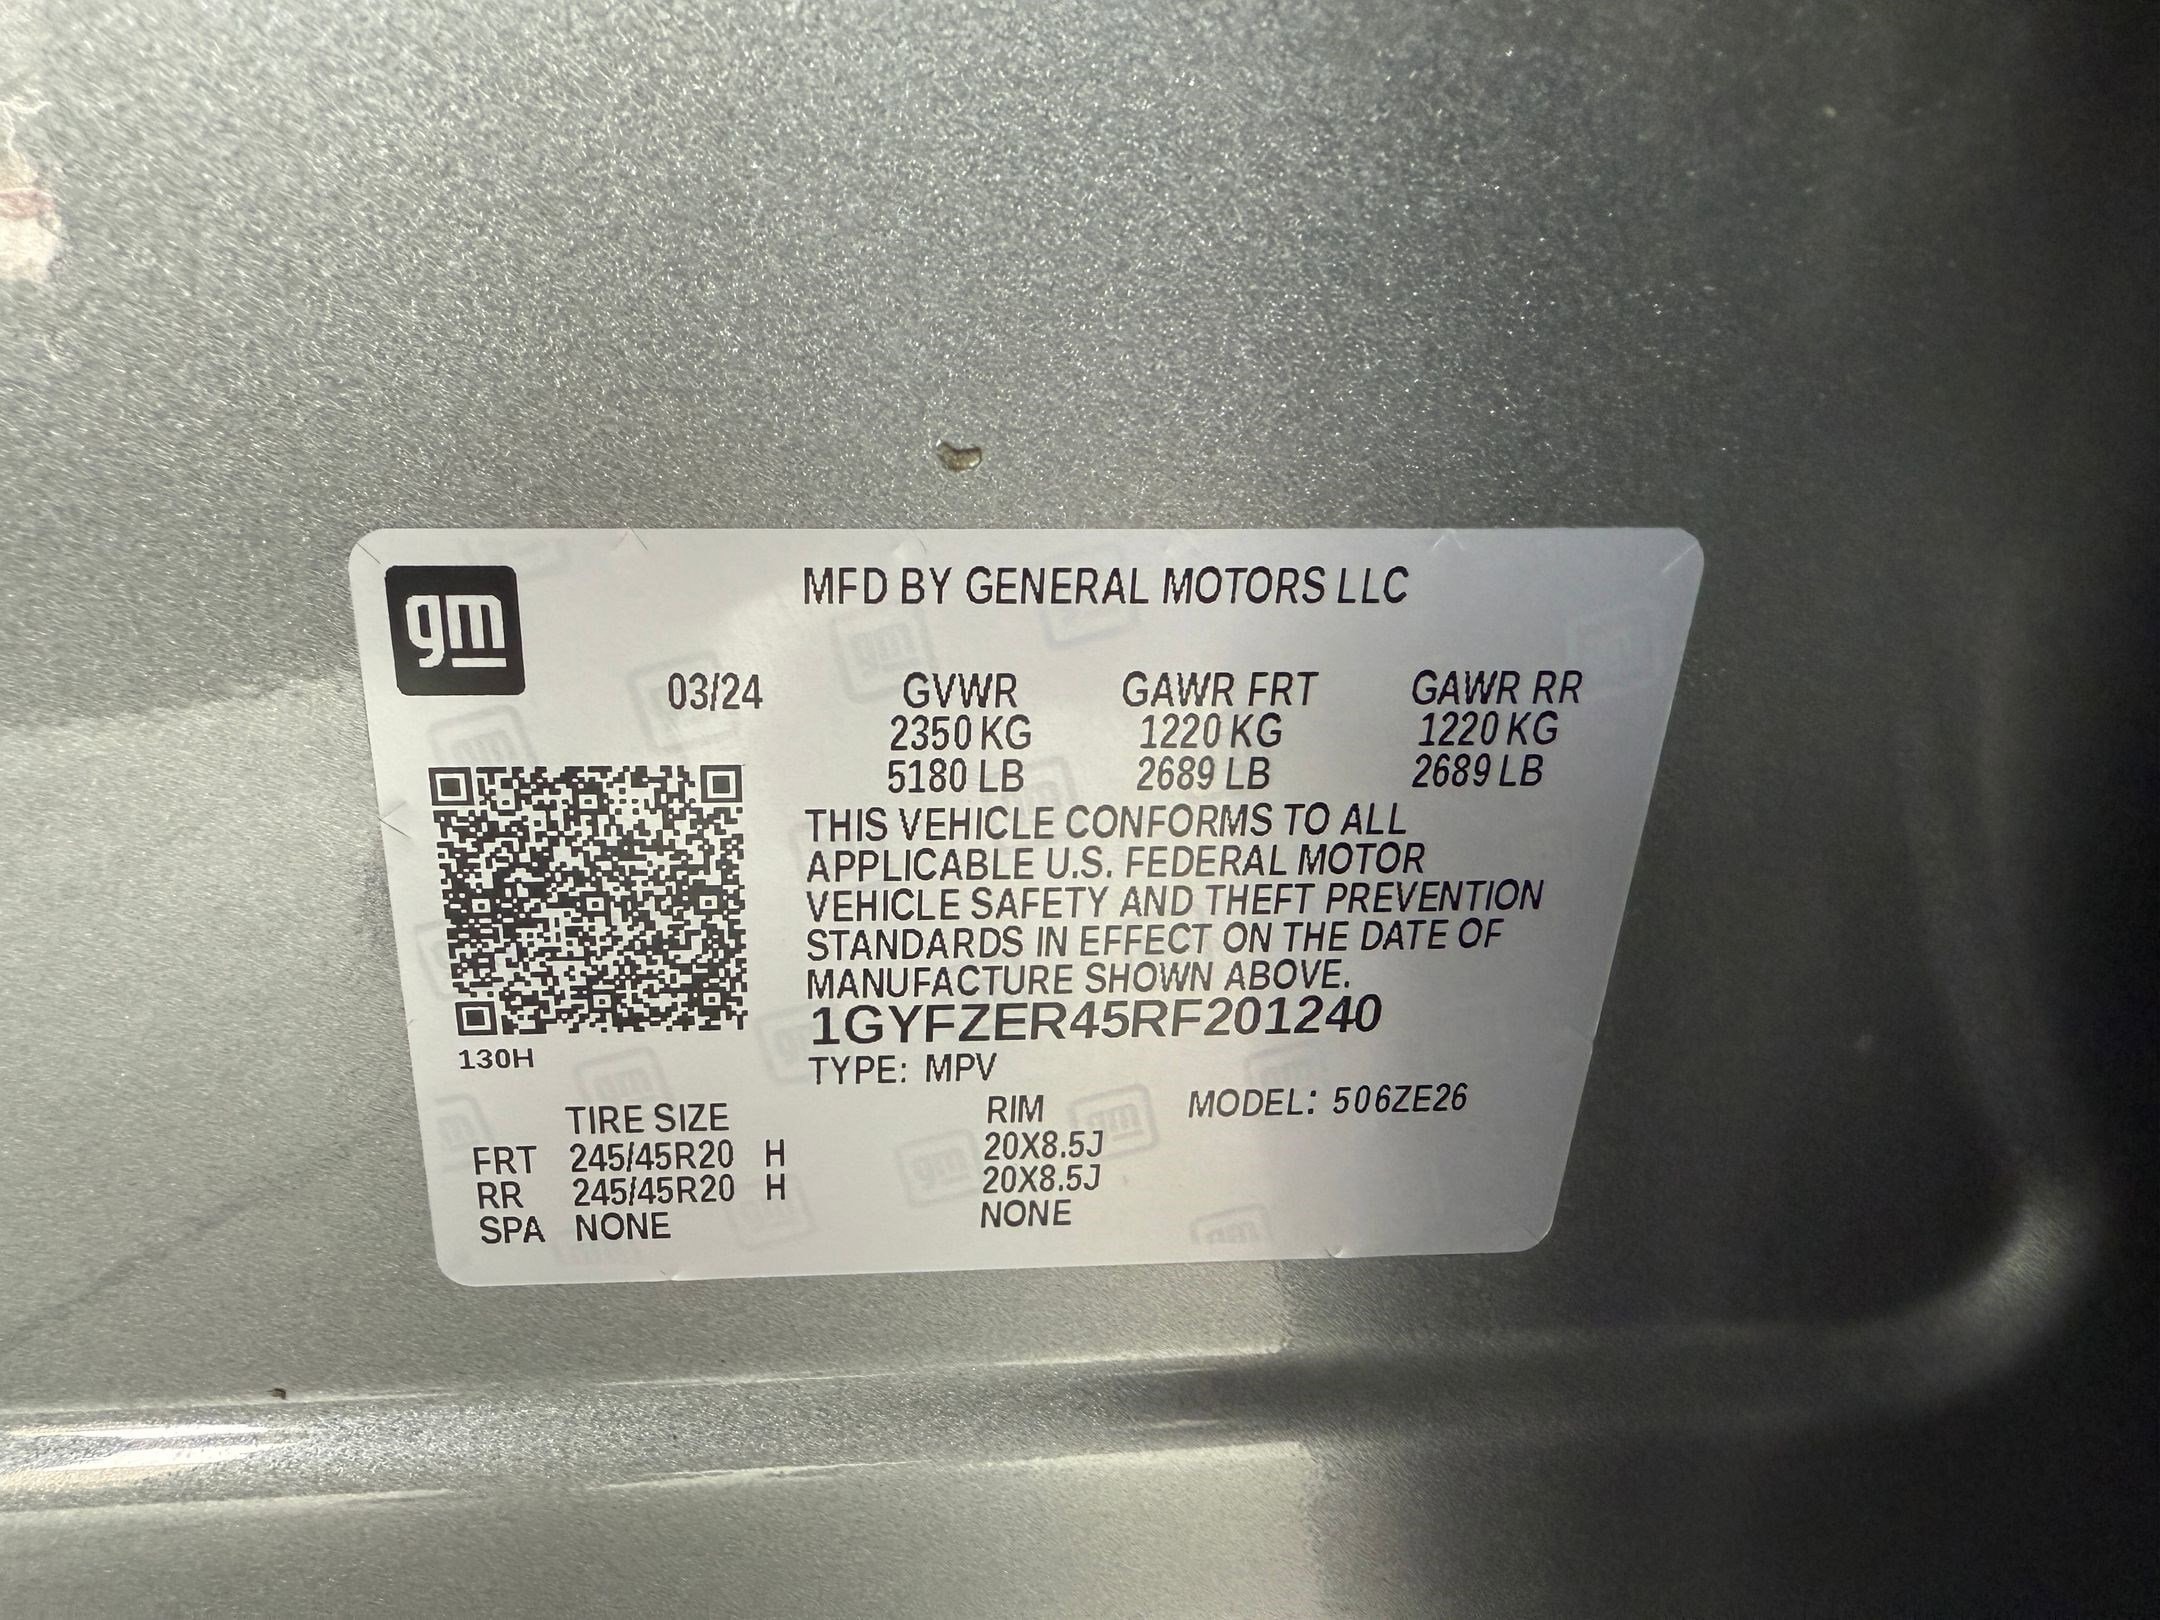 gm
MFD BY GENERAL MOTORS LLC
03/24 GVWR GAWR FRT GAWR RR
2350 KG 1220 KG 1220 KG
5180 LB 2689 LB 2689 LB
THIS VEHICLE CONFORMS TO ALL
APPLICABLE U.S. FEDERAL MOTOR
VEHICLE SAFETY AND THEFT PREVENTION
STANDARDS IN EFFECT ON THE DATE OF
MANUFACTURE SHOWN ABOVE.
1GYFZER45RF201240
130H
TYPE: MPV
MODEL: 506ZE26
TIRE SIZE RIM
FRT 245/45R20 H 20X8.5J
RR 245/45R20 H 20X8.5J
SPA NONE NONE